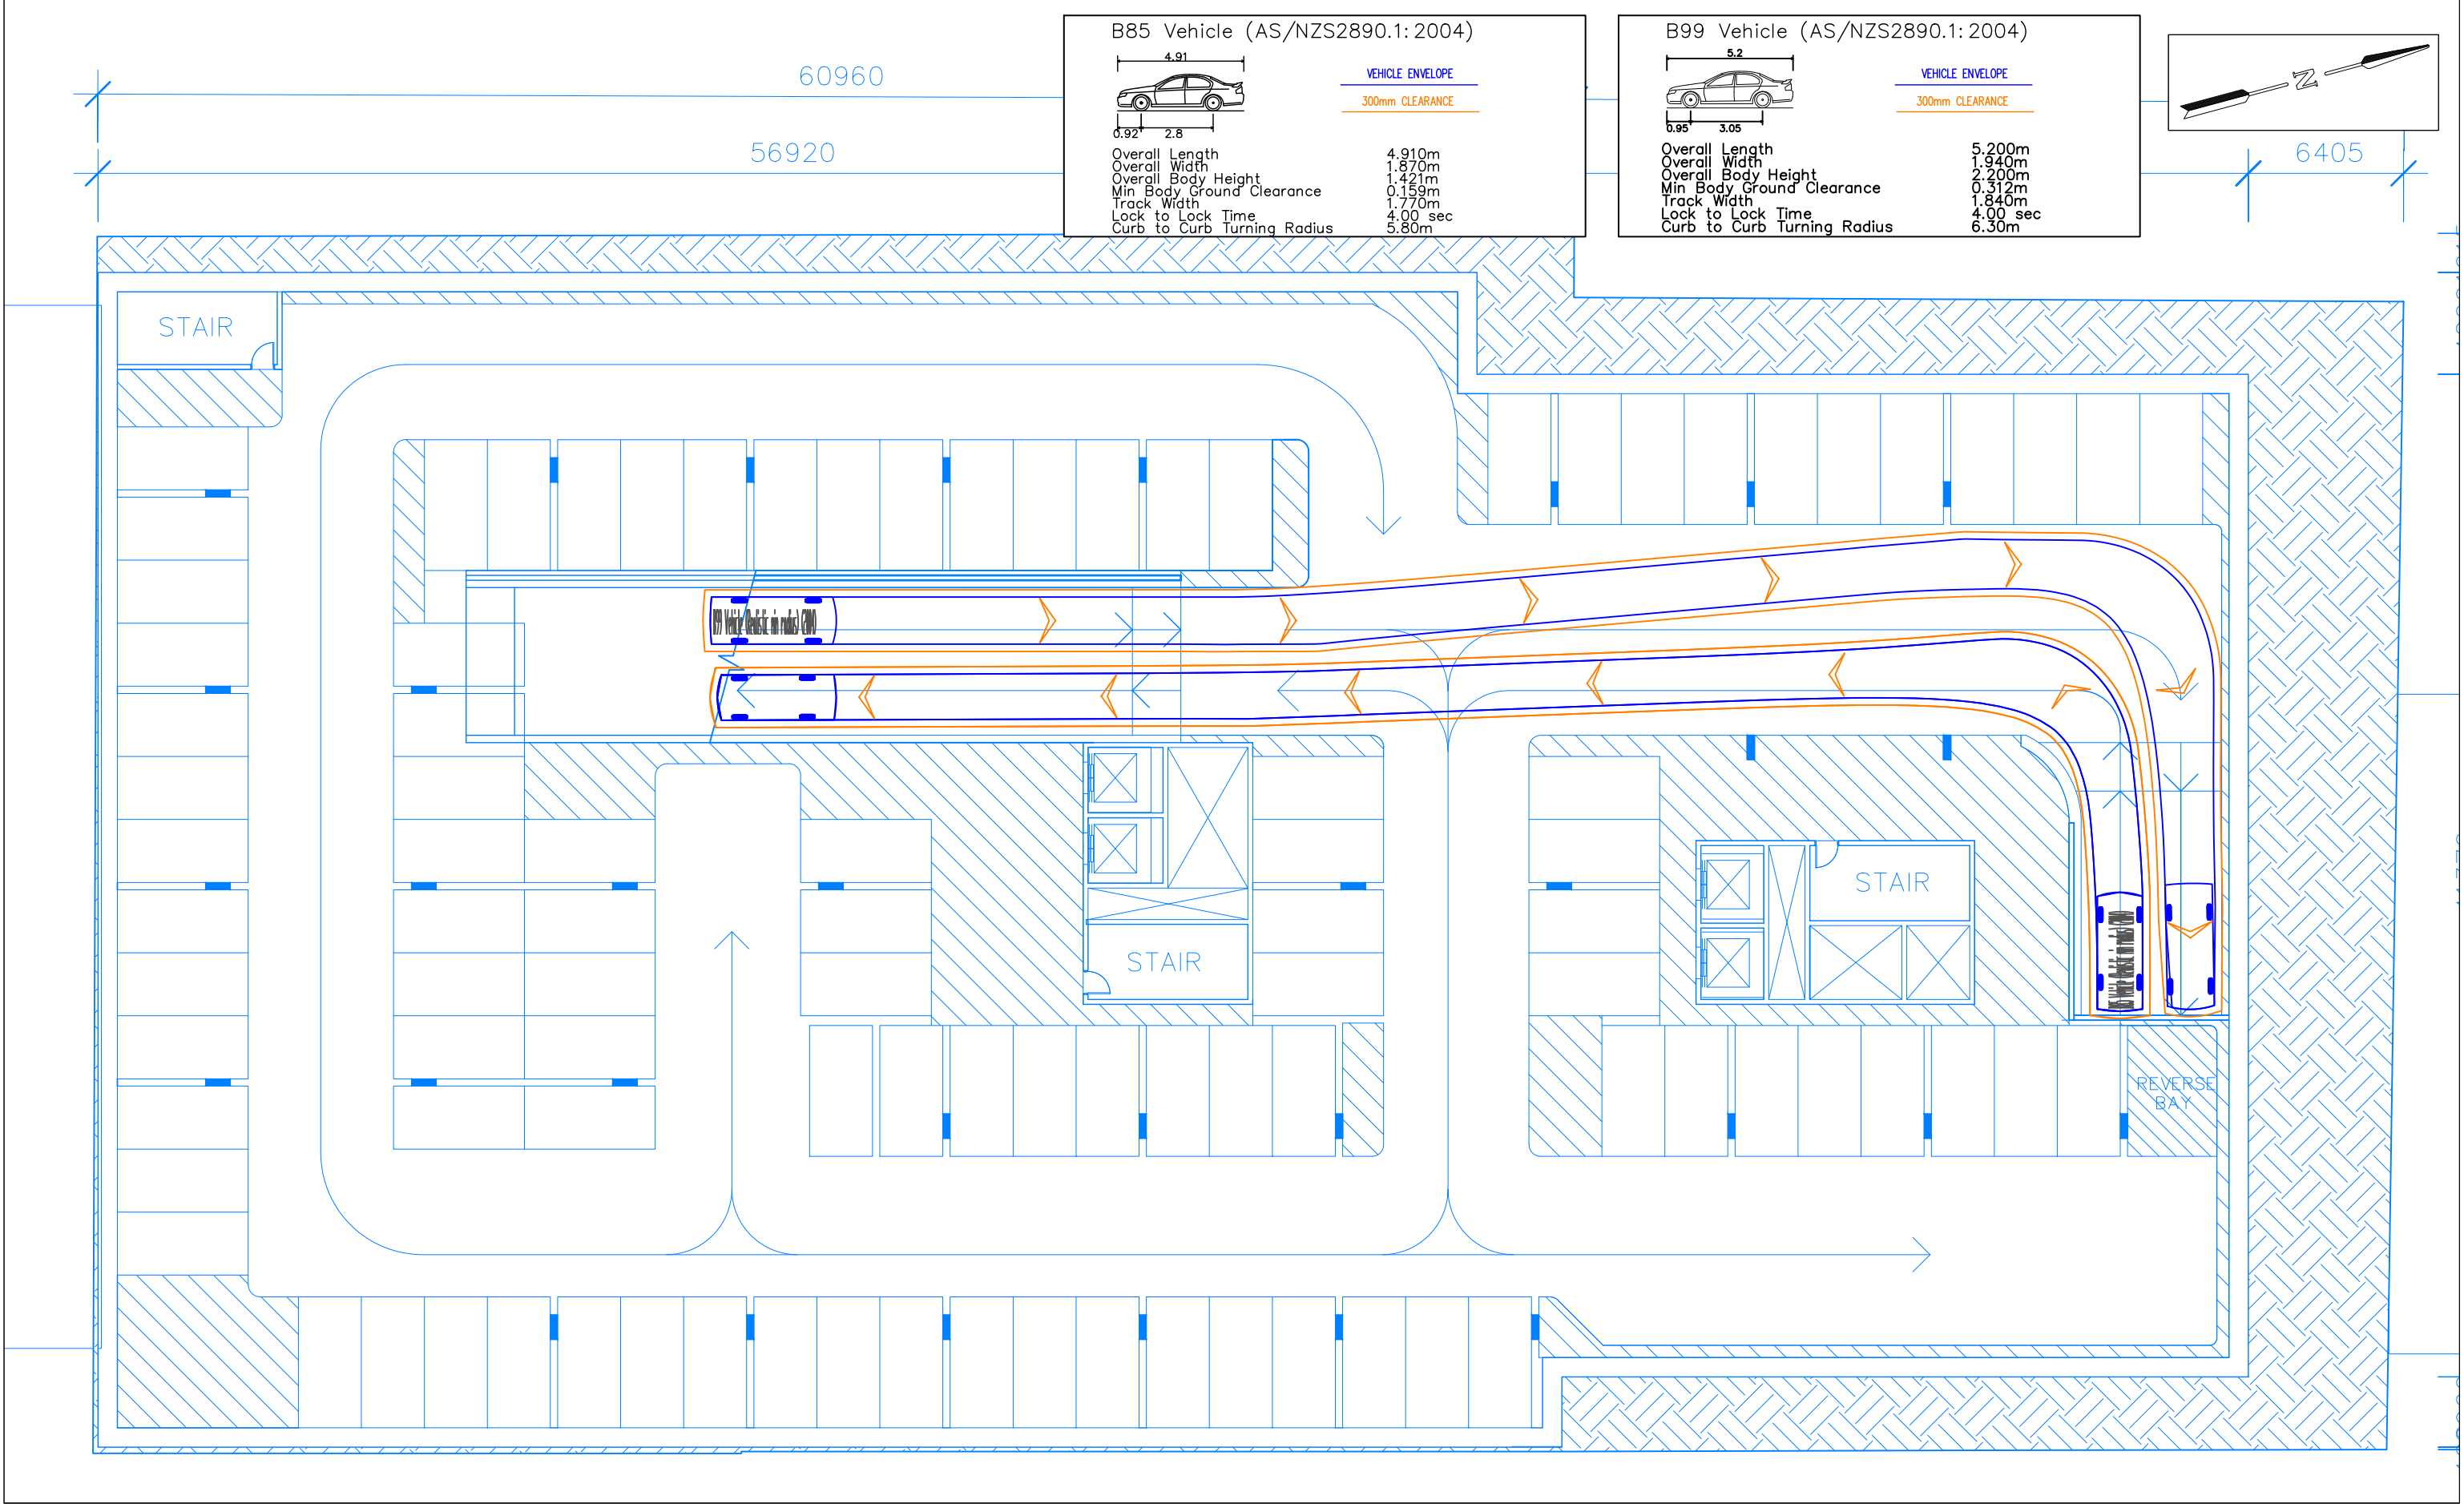 B85 Vehicle (AS/NZS2890.1:2004)
4.91
VEHICLE ENVELOPE
300mm CLEARANCE
0.92
2.8
Overall Length 4.910m
Overall Width 1.870m
Overall Body Height 1.421m
Min Body Ground Clearance 0.159m
Track Width 1.770m
Lock to Lock Time 4.00 sec
Curb to Curb Turning Radius 5.80m
B99 Vehicle (AS/NZS2890.1:2004)
5.2
VEHICLE ENVELOPE
300mm CLEARANCE
0.95
3.05
Overall Length 5.200m
Overall Width 1.940m
Overall Body Height 2.200m
Min Body Ground Clearance 0.312m
Track Width 1.840m
Lock to Lock Time 4.00 sec
Curb to Curb Turning Radius 6.30m
N
60960
56920
6405
STAIR
STAIR
STAIR
REVERSE
BAY